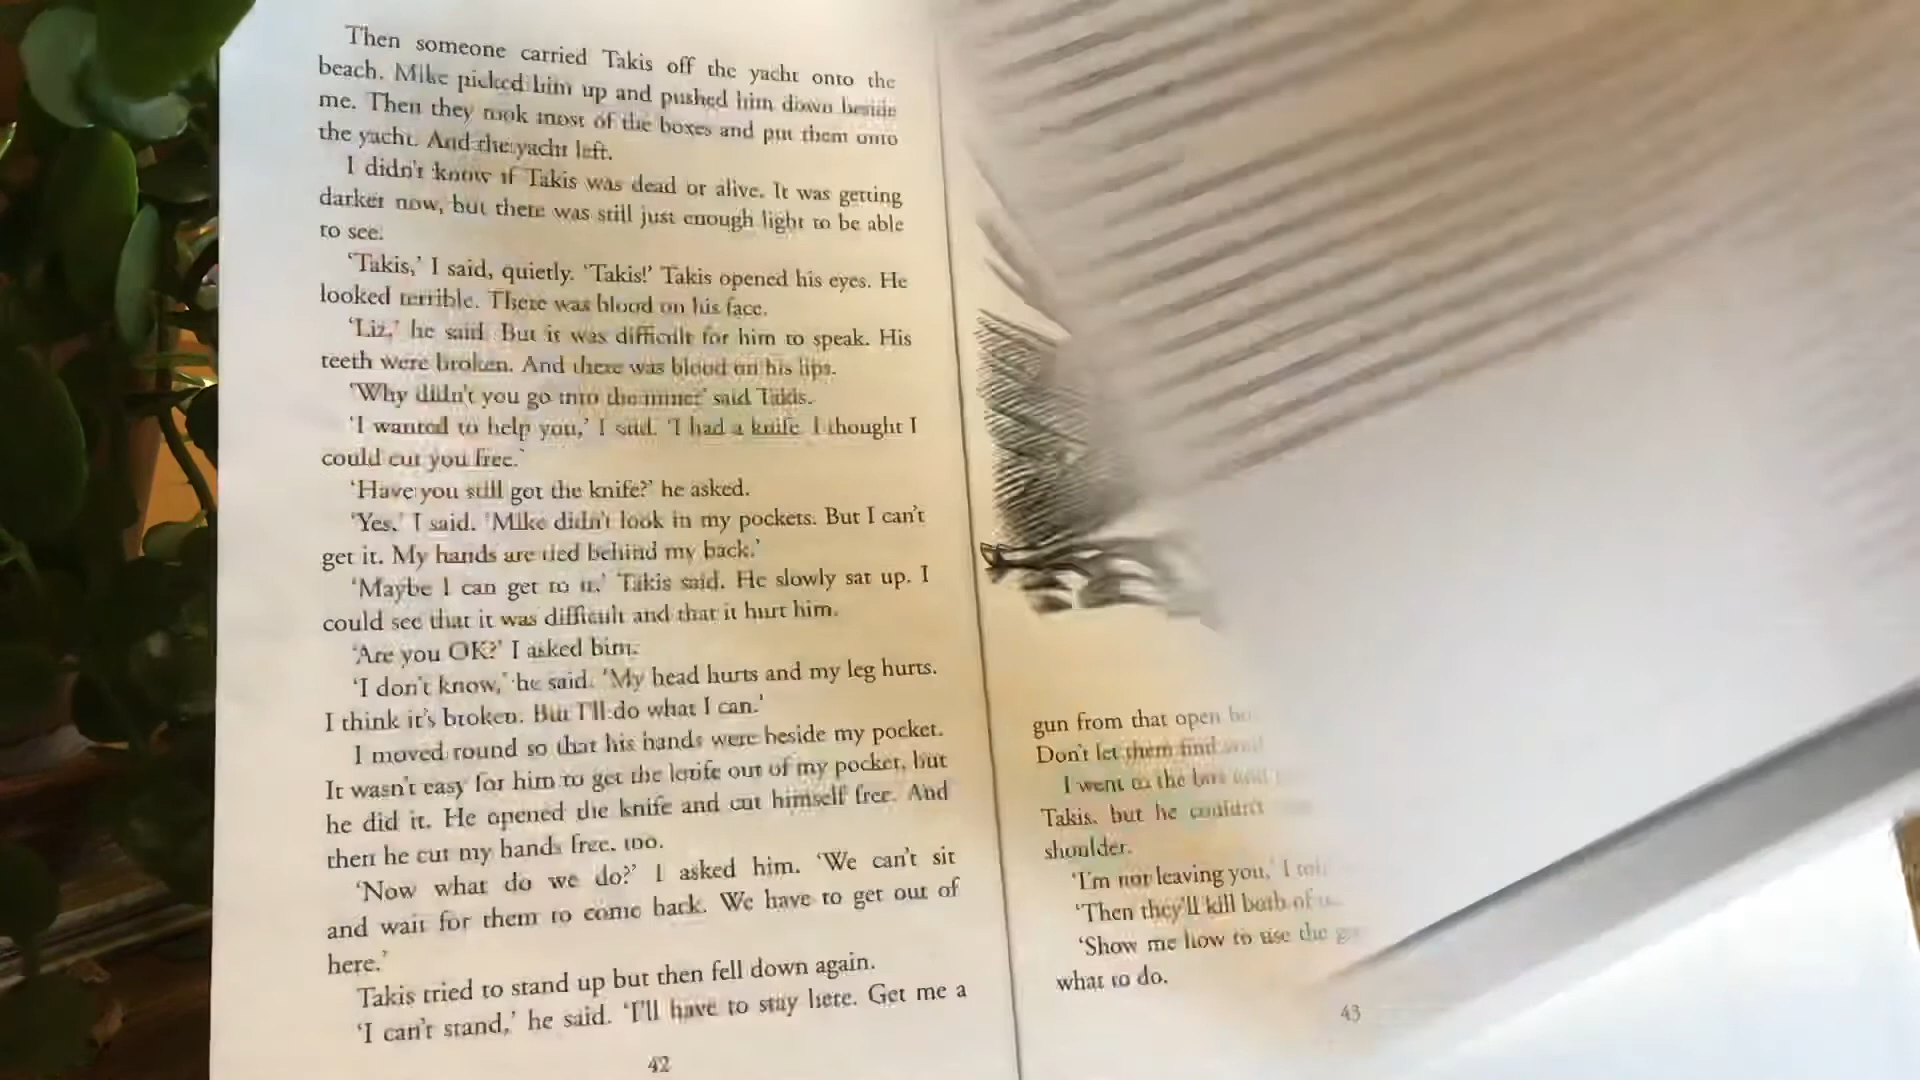 Then someone carried Takis off the yacht onto the
beach. Mike picked him up and pushed him down beside
me. Then they took most of the boxes and put them onto
the yacht. And the yacht left.
I didn't know if Takis was dead or alive. It was getting
darker now, but there was still just enough light to be able
to see.
'Takis,' I said, quietly. 'Takis!' Takis opened his eyes. He
looked terrible. There was blood on his face.
'Liz,' he said. But it was difficult for him to speak. His
teeth were broken. And there was blood on his lips.
'Why didn't you go into the said Takis.
'I wanted to help you,' I said. 'I had a knife. I thought I
could cut you free.'
'Have you still got the knife?' he asked.
'Yes,' I said. 'Mike didn't look in my pockets. But I can't
get it. My hands are tied behind my back.'
'Maybe I can get to it,' Takis said. He slowly sat up. I
could see that it was difficult and that it hurt him.
'Are you OK?' I asked him.
'I don't know,' he said. 'My head hurts and my leg hurts.
I think it's broken. But I'll do what I can.'
I moved round so that his hands were beside my pocket.
It wasn't easy for him to get the knife out of my pocket, but
he did it. He opened the knife and cut himself free. And
then he cut my hands free, too.
'Now what do we do?' I asked him. 'We can't sit
and wait for them to come back. We have to get out of
here.'
Takis tried to stand up but then fell down again.
'I can't stand,' he said. 'I'll have to stay here. Get me a
42
gun from that open
Don't let them find
I went to the box and
Takis, but he couldn't
shoulder.
'I'm not leaving you,' I
'Then they'll kill both of
'Show me how to use the
what to do.
43